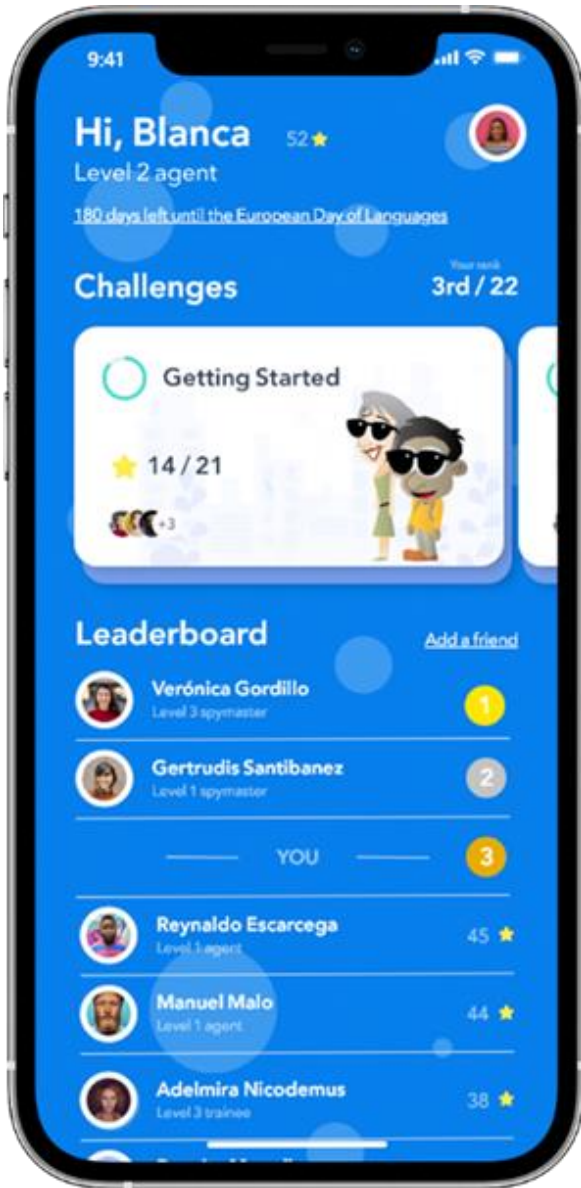 9:41
Hi, Blanca 52
Level 2 agent
180 days left until the European Day of Languages
Your rank
Challenges 3rd / 22
Getting Started
14 / 21
+3
Leaderboard Add a friend
Verónica Gordillo
Level 3 spymaster
1
Gertrudis Santibanez
Level 1 spymaster
2
YOU 3
Reynaldo Escarcega
Level 1 agent
45
Manuel Malo
Level 1 agent
44
Adelmira Nicodemus
Level 3 trainee
38